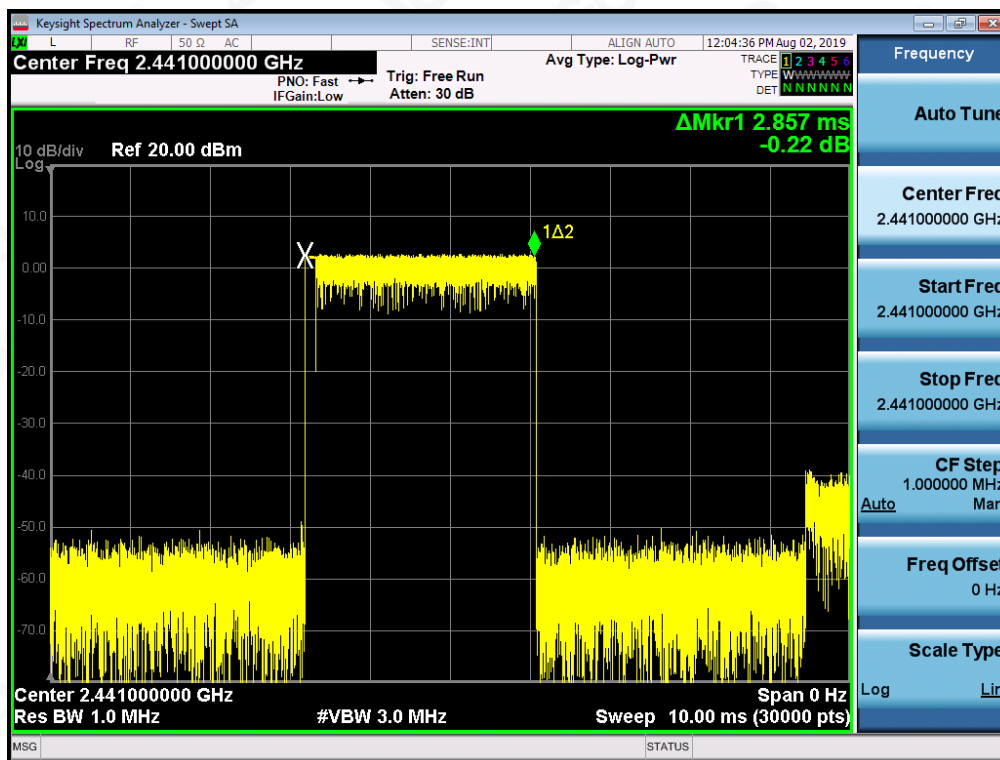 Keysight Spectrum Analyzer - Swept SA
LXI L RF 50 Ω AC SENSE:INT ALIGN AUTO 12:04:36 PM Aug 02, 2019
Center Freq 2.441000000 GHz
Avg Type: Log-Pwr
TRACE 1 2 3 4 5 6
PNO: Fast
Trig: Free Run
TYPE WWWWWW
IFGain:Low
Atten: 30 dB
DET N N N N N N
ΔMkr1 2.857 ms
-0.22 dB
10 dB/div Ref 20.00 dBm
Log
10.0
0.00
-10.0
-20.0
-30.0
-40.0
-50.0
-60.0
-70.0
X
1Δ2
Center 2.441000000 GHz
Span 0 Hz
Res BW 1.0 MHz
#VBW 3.0 MHz
Sweep 10.00 ms (30000 pts)
MSG
STATUS
Frequency
Auto Tune
Center Freq
2.441000000 GHz
Start Freq
2.441000000 GHz
Stop Freq
2.441000000 GHz
CF Step
1.000000 MHz
Auto Man
Freq Offset
0 Hz
Scale Type
Log Lin